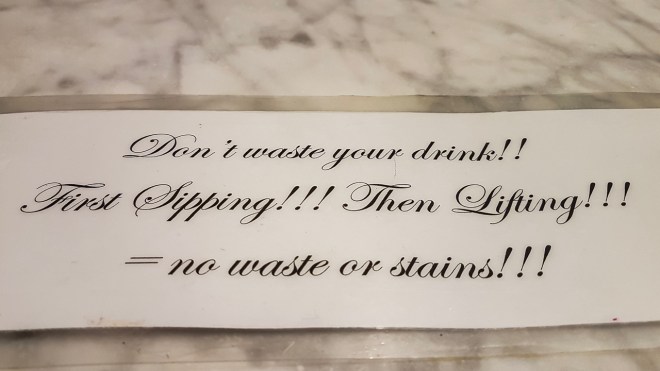 Don't waste your drink!!
First Sipping!!! Then Lifting!!!
= no waste or stains!!!